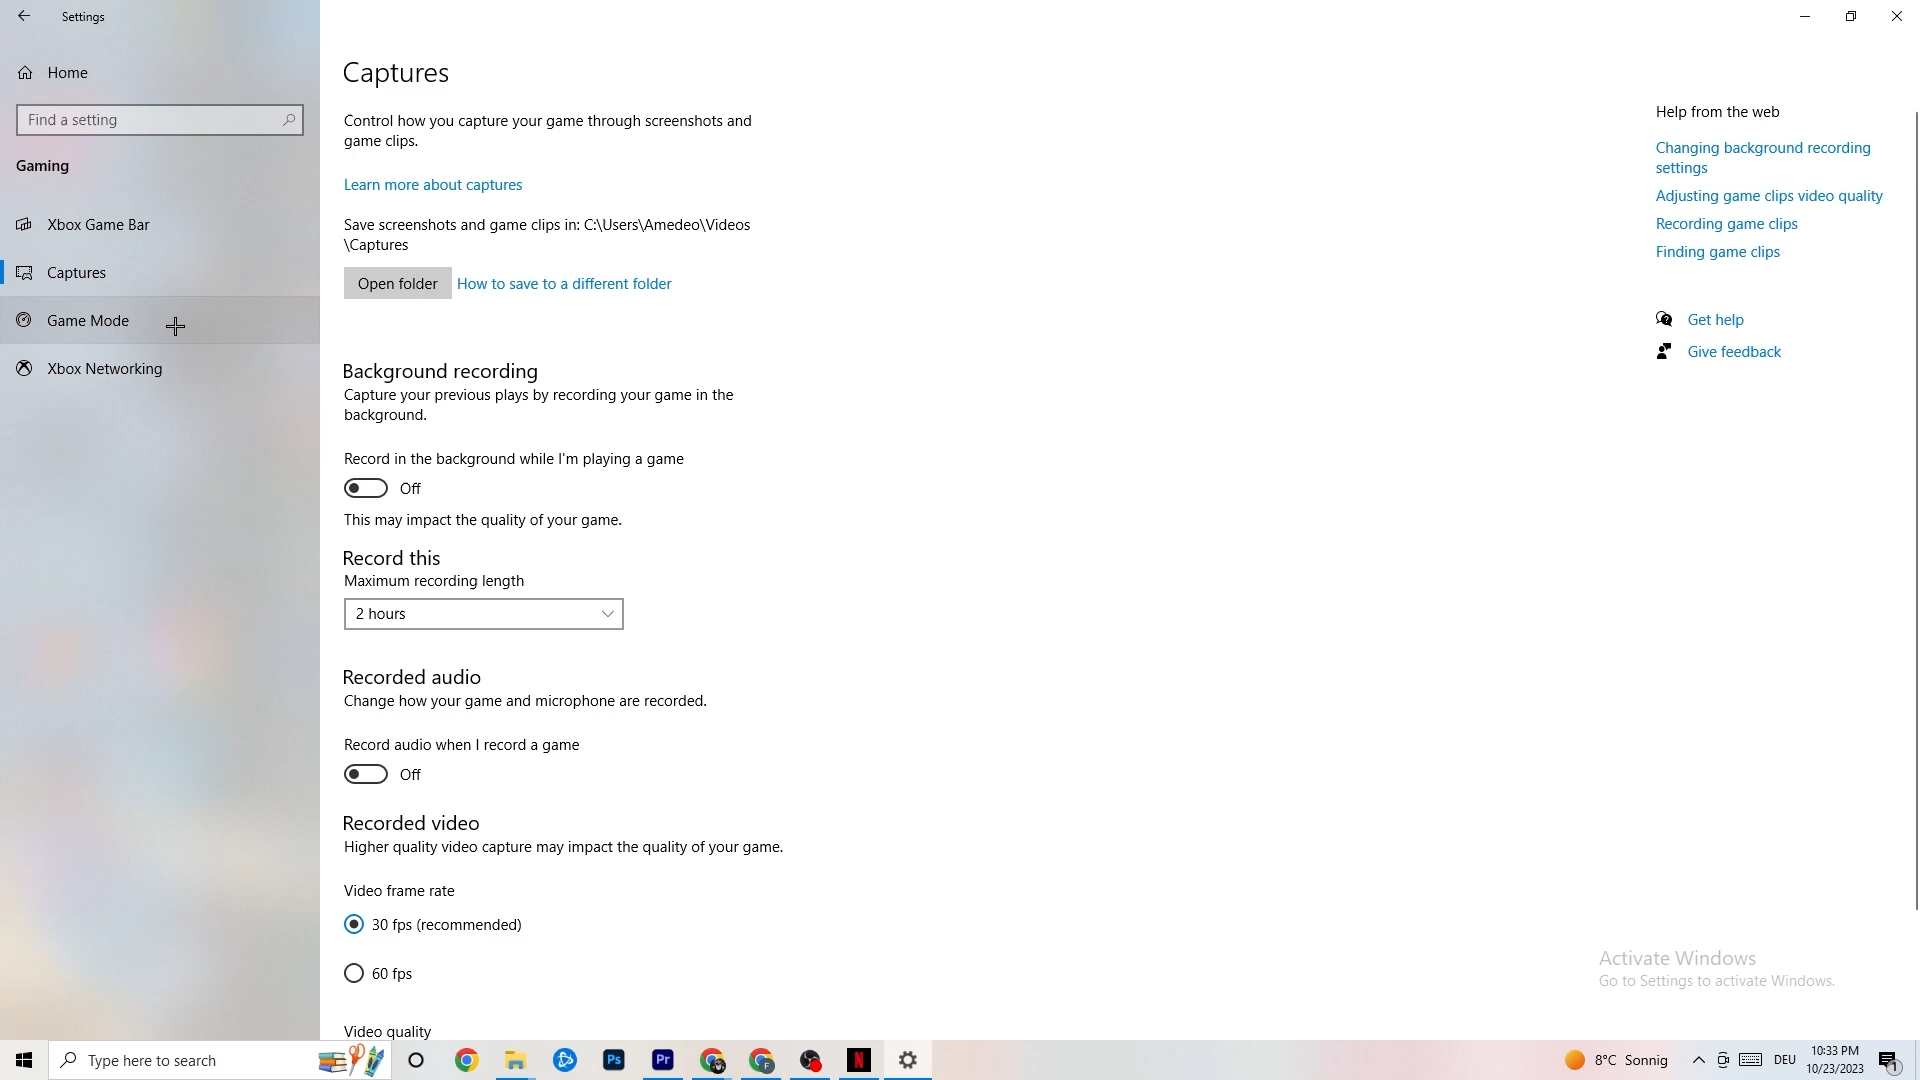 Settings
Home
Find a setting
Gaming
Xbox Game Bar
Captures
Game Mode
Xbox Networking
Captures
Control how you capture your game through screenshots and
game clips.
Learn more about captures
Save screenshots and game clips in: C:\Users\Amedeo\Videos
\Captures
Open folder
How to save to a different folder
Background recording
Capture your previous plays by recording your game in the
background.
Record in the background while I'm playing a game
Off
This may impact the quality of your game.
Record this
Maximum recording length
2 hours
Recorded audio
Change how your game and microphone are recorded.
Record audio when I record a game
Off
Recorded video
Higher quality video capture may impact the quality of your game.
Video frame rate
30 fps (recommended)
60 fps
Video quality
Help from the web
Changing background recording
settings
Adjusting game clips video quality
Recording game clips
Finding game clips
Get help
Give feedback
Activate Windows
Go to Settings to activate Windows.
Type here to search
Ps
Pr
F
N
8°C Sonnig
DEU
10:33 PM
10/23/2023
1